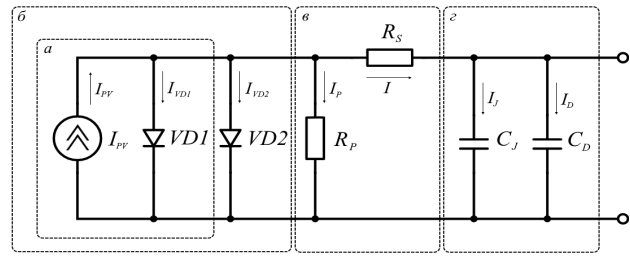 б
в
г
а
R_S
I_PV
I_VD1
I_VD2
I_P
I
I_J
I_D
I_PV
VD1
VD2
R_P
C_J
C_D